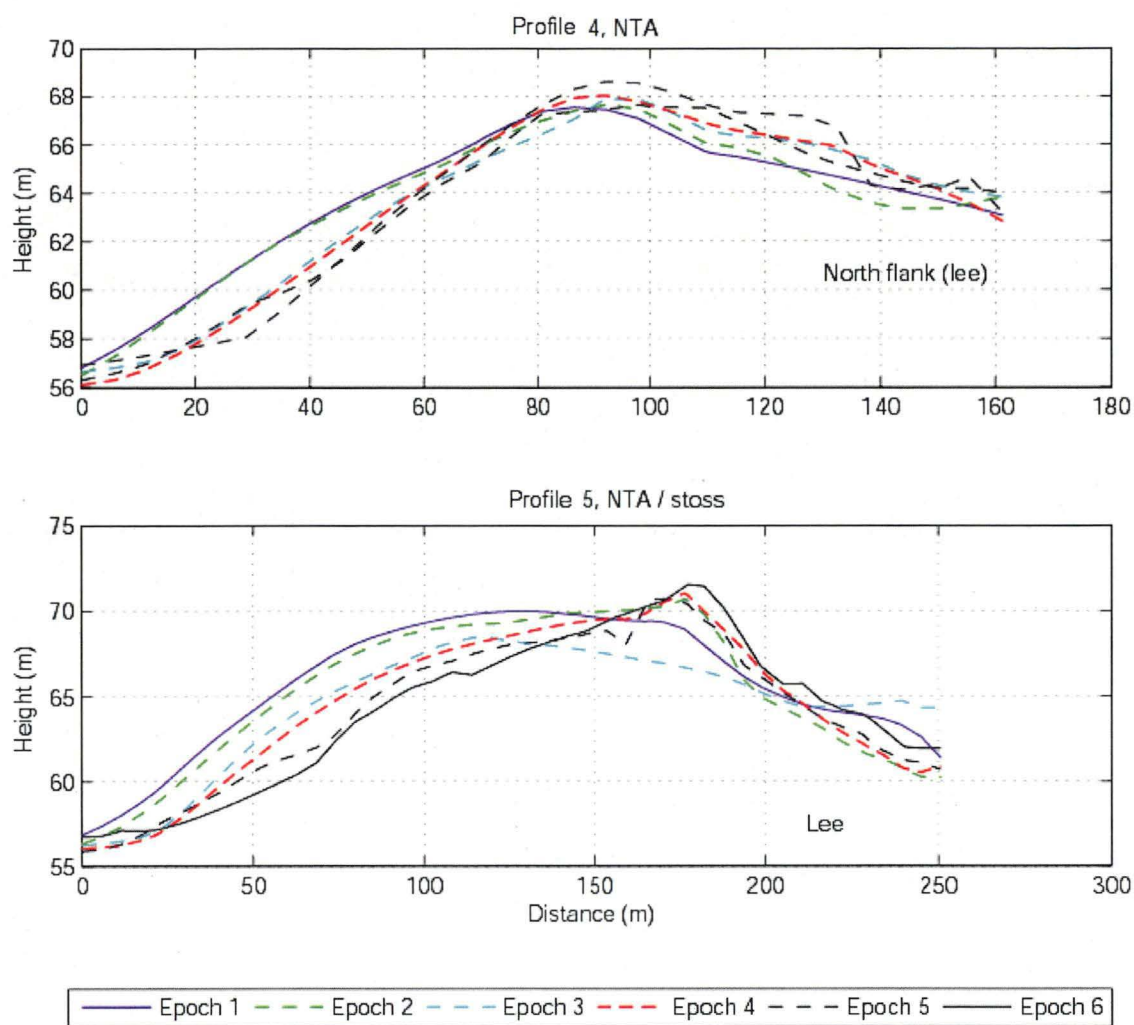 Profile 4, NTA
Height (m)
70
68
66
64
62
60
58
56
North flank (lee)
0 20 40 60 80 100 120 140 160 180
Profile 5, NTA / stoss
Height (m)
75
70
65
60
55
Lee
0 50 100 150 200 250 300
Distance (m)
Epoch 1 Epoch 2 Epoch 3 Epoch 4 Epoch 5 Epoch 6